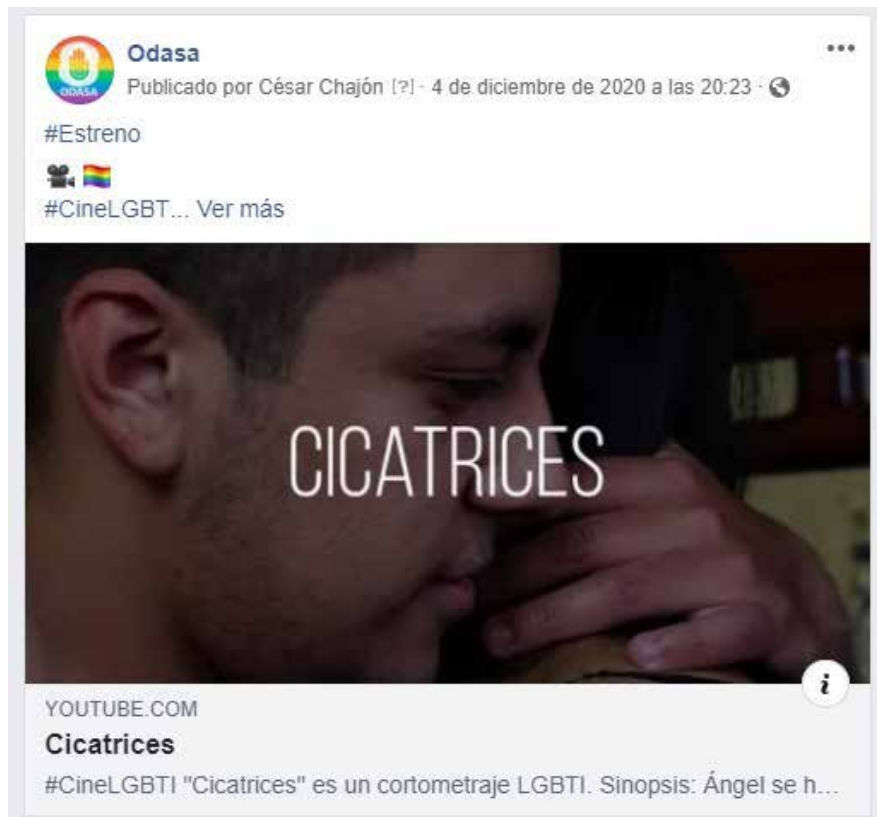 Odasa
Publicado por César Chajón [?] · 4 de diciembre de 2020 a las 20:23 ·
#Estreno
#CineLGBT... Ver más
ODASA
CICATRICES
i
YOUTUBE.COM
Cicatrices
#CineLGBTI "Cicatrices" es un cortometraje LGBTI. Sinopsis: Ángel se h...